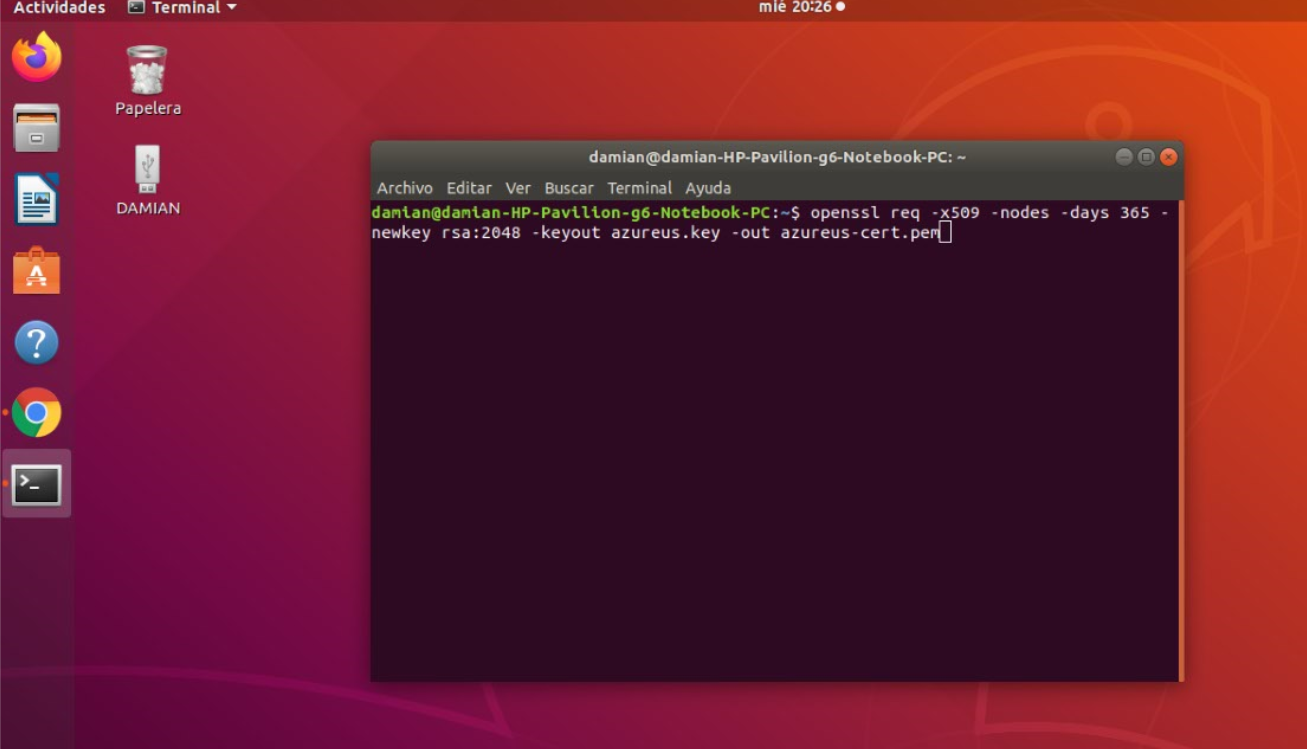 Actividades Terminal mié 20:26
Papelera
DAMIAN
damian@damian-HP-Pavilion-g6-Notebook-PC: ~
Archivo Editar Ver Buscar Terminal Ayuda
damian@damian-HP-Pavilion-g6-Notebook-PC:~$ openssl req -x509 -nodes -days 365 -
newkey rsa:2048 -keyout azureus.key -out azureus-cert.pem